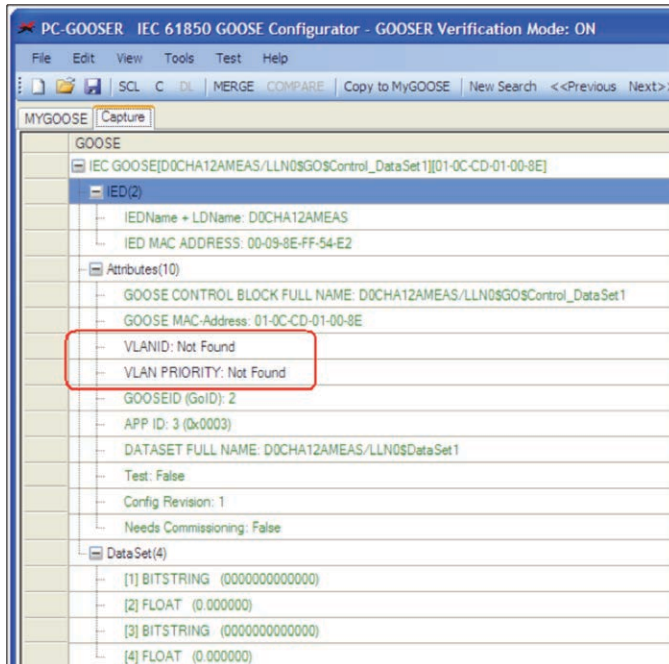 PC-GOOSER IEC 61850 GOOSE Configurator - GOOSER Verification Mode: ON
File Edit View Tools Test Help
SCL C DL MERGE COMPARE Copy to MyGOOSE New Search <<Previous Next>>
MYGOOSE Capture
GOOSE
IEC GOOSE[D0CHA12AMEAS/LLN0$GO$Control_DataSet1][01-0C-CD-01-00-8E]
IED(2)
IEDName + LDName: D0CHA12AMEAS
IED MAC ADDRESS: 00-09-8E-FF-54-E2
Attributes(10)
GOOSE CONTROL BLOCK FULL NAME: D0CHA12AMEAS/LLN0$GO$Control_DataSet1
GOOSE MAC-Address: 01-0C-CD-01-00-8E
VLANID: Not Found
VLAN PRIORITY: Not Found
GOOSEID (GoID): 2
APP ID: 3 (0x0003)
DATASET FULL NAME: D0CHA12AMEAS/LLN0$DataSet1
Test: False
Config Revision: 1
Needs Commissioning: False
DataSet(4)
[1] BITSTRING (0000000000000)
[2] FLOAT (0.000000)
[3] BITSTRING (0000000000000)
[4] FLOAT (0.000000)